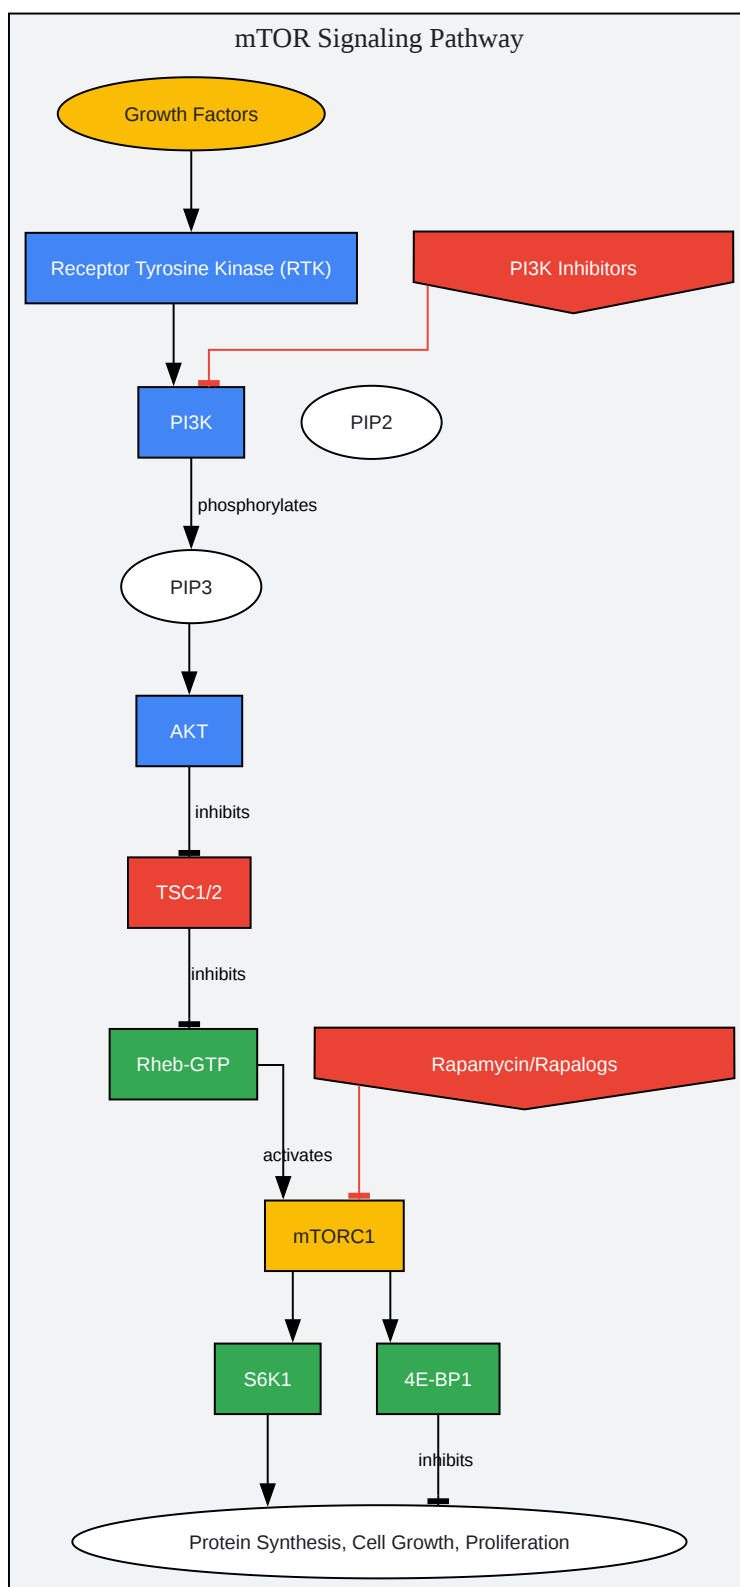 mTOR Signaling Pathway
Growth Factors
Receptor Tyrosine Kinase (RTK)
PI3K Inhibitors
PI3K
PIP2
phosphorylates
PIP3
AKT
inhibits
TSC1/2
inhibits
Rheb-GTP
Rapamycin/Rapalogs
activates
mTORC1
S6K1
4E-BP1
inhibits
Protein Synthesis, Cell Growth, Proliferation